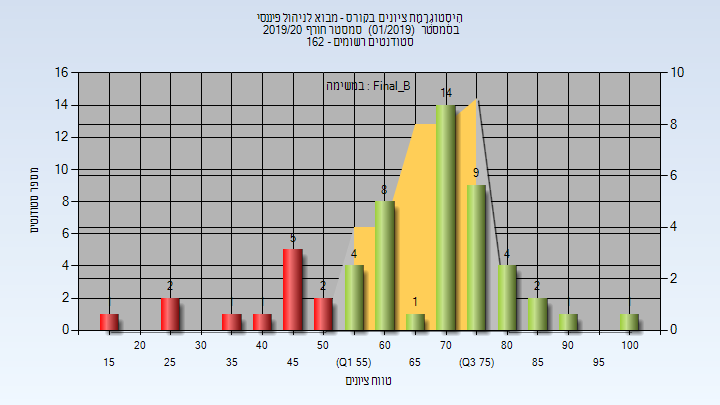 היסטוגרמת ציונים בקורס - מבוא לניהול פיננסי
בסמסטר (01/2019) סמסטר חורף 2019/20
סטודנטים רשומים - 162
במשימה : Final_B
16 14 12 10 8 6 4 2 0
10 8 6 4 2 0
מספר סטודנטים
2 5 2 4 8 1 14 9 4 2
20 30 40 50 60 70 80 90 100
15 25 35 45 (Q1 55) 65 (Q3 75) 85 95
טווח ציונים